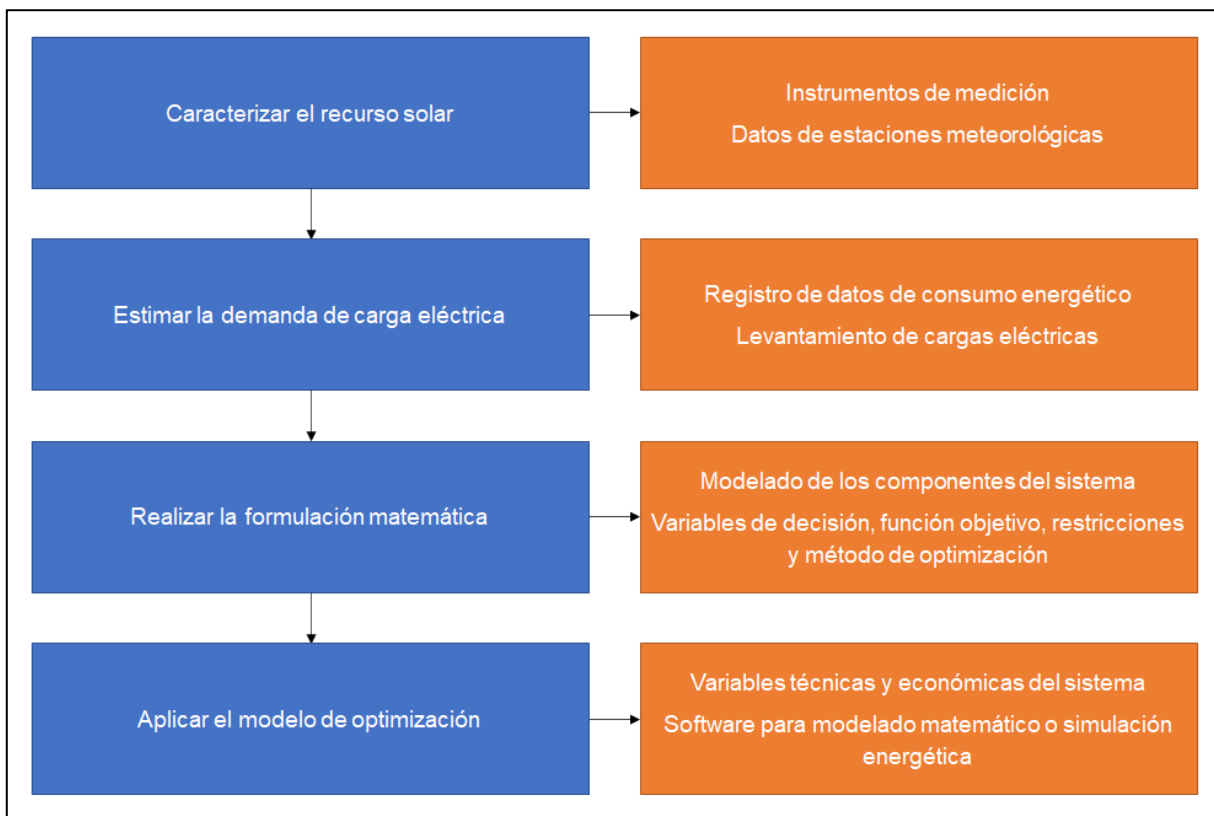 Caracterizar el recurso solar
Instrumentos de medición
Datos de estaciones meteorológicas
Estimar la demanda de carga eléctrica
Registro de datos de consumo energético
Levantamiento de cargas eléctricas
Realizar la formulación matemática
Modelado de los componentes del sistema
Variables de decisión, función objetivo, restricciones
y método de optimización
Aplicar el modelo de optimización
Variables técnicas y económicas del sistema
Software para modelado matemático o simulación
energética